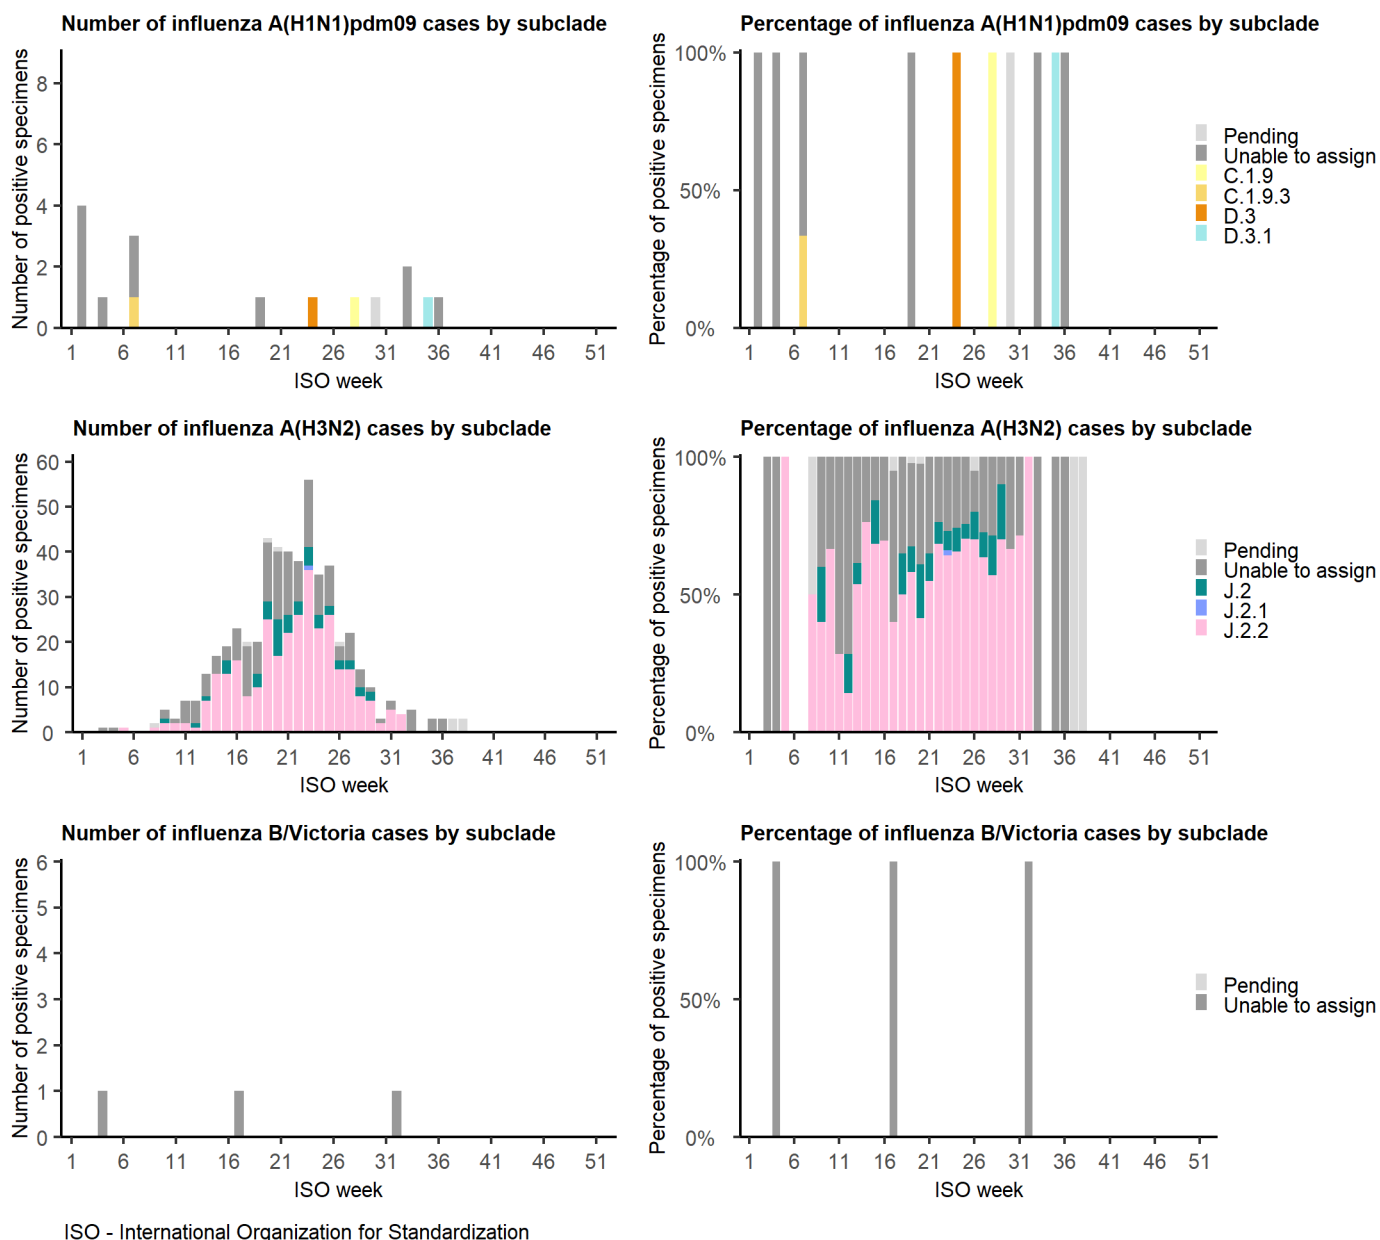 Number of influenza A(H1N1)pdm09 cases by subclade
Number of positive specimens
8
6
4
2
0
1 6 11 16 21 26 31 36 41 46 51
ISO week
Percentage of influenza A(H1N1)pdm09 cases by subclade
Percentage of positive specimens
100%
50%
0%
1 6 11 16 21 26 31 36 41 46 51
ISO week
Pending
Unable to assign
C.1.9
C.1.9.3
D.3
D.3.1
Number of influenza A(H3N2) cases by subclade
Number of positive specimens
60
50
40
30
20
10
0
1 6 11 16 21 26 31 36 41 46 51
ISO week
Percentage of influenza A(H3N2) cases by subclade
Percentage of positive specimens
100%
50%
0%
1 6 11 16 21 26 31 36 41 46 51
ISO week
Pending
Unable to assign
J.2
J.2.1
J.2.2
Number of influenza B/Victoria cases by subclade
Number of positive specimens
6
5
4
3
2
1
0
1 6 11 16 21 26 31 36 41 46 51
ISO week
Percentage of influenza B/Victoria cases by subclade
Percentage of positive specimens
100%
50%
0%
1 6 11 16 21 26 31 36 41 46 51
ISO week
Pending
Unable to assign
ISO - International Organization for Standardization